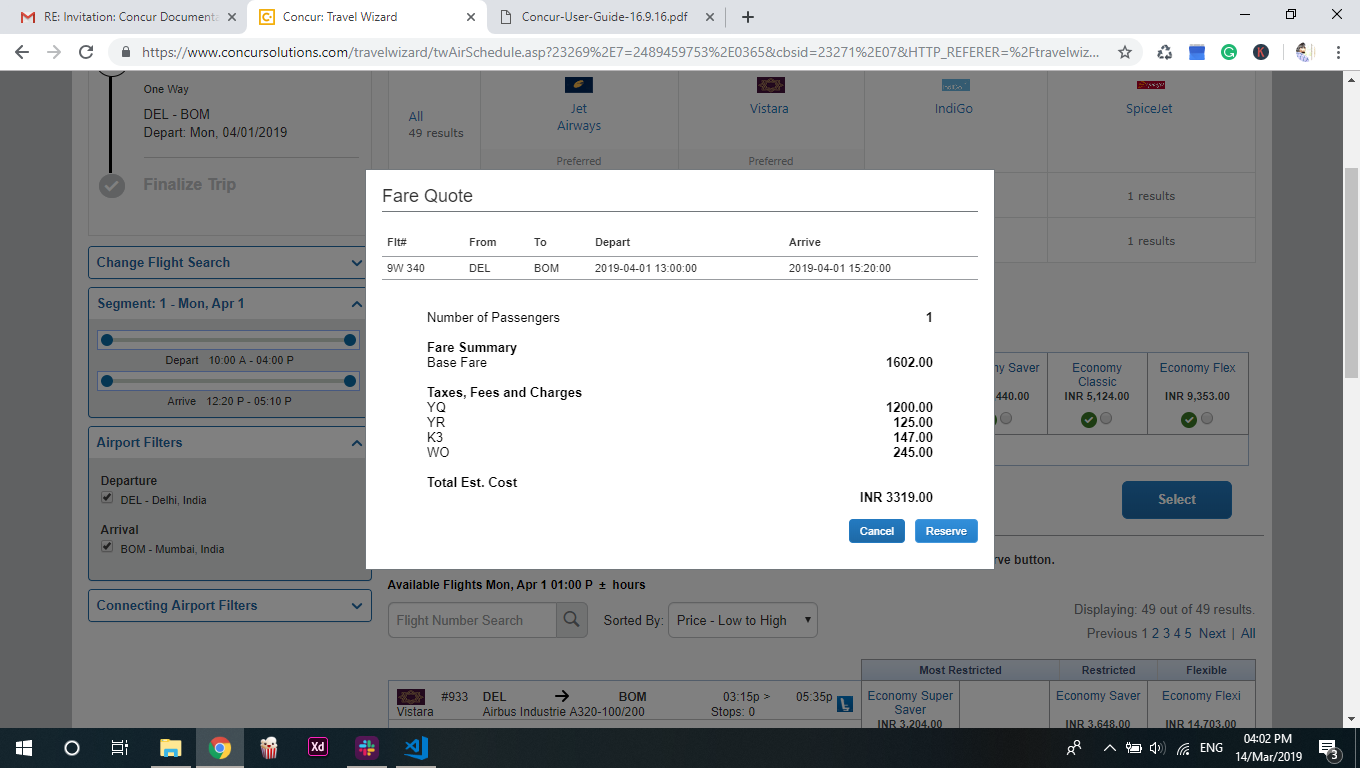 RE: Invitation: Concur Documenta
Concur: Travel Wizard
Concur-User-Guide-16.9.16.pdf
https://www.concursolutions.com/travelwizard/twAirSchedule.asp?23269%2E7=2489459753%2E0365&cbsid=23271%2E07&HTTP_REFERER=%2Ftravelwiz...
One Way
DEL - BOM
Depart: Mon, 04/01/2019
Finalize Trip
All
49 results
Jet
Airways
Vistara
IndiGo
SpiceJet
Preferred
Preferred
1 results
1 results
Change Flight Search
Segment: 1 - Mon, Apr 1
Depart 10:00 A - 04:00 P
Arrive 12:20 P - 05:10 P
Airport Filters
Departure
DEL - Delhi, India
Arrival
BOM - Mumbai, India
Connecting Airport Filters
Fare Quote
Flt# From To Depart Arrive
9W 340 DEL BOM 2019-04-01 13:00:00 2019-04-01 15:20:00
Number of Passengers 1
Fare Summary
Base Fare 1602.00
Taxes, Fees and Charges
YQ 1200.00
YR 125.00
K3 147.00
WO 245.00
Total Est. Cost
INR 3319.00
Cancel Reserve
Saver
440.00
Economy
Classic
INR 5,124.00
Economy Flex
INR 9,353.00
Select
button.
Available Flights Mon, Apr 1 01:00 P ± hours
Flight Number Search
Sorted By: Price - Low to High
Displaying: 49 out of 49 results.
Previous 1 2 3 4 5 Next | All
Most Restricted Restricted Flexible
#933 DEL BOM 03:15p > 05:35p
Vistara Airbus Industrie A320-100/200 Stops: 0
Economy Super
Saver
INR 3,204.00
Economy Saver
INR 3,648.00
Economy Flexi
INR 14,703.00
Xd
ENG
04:02 PM
14/Mar/2019
3